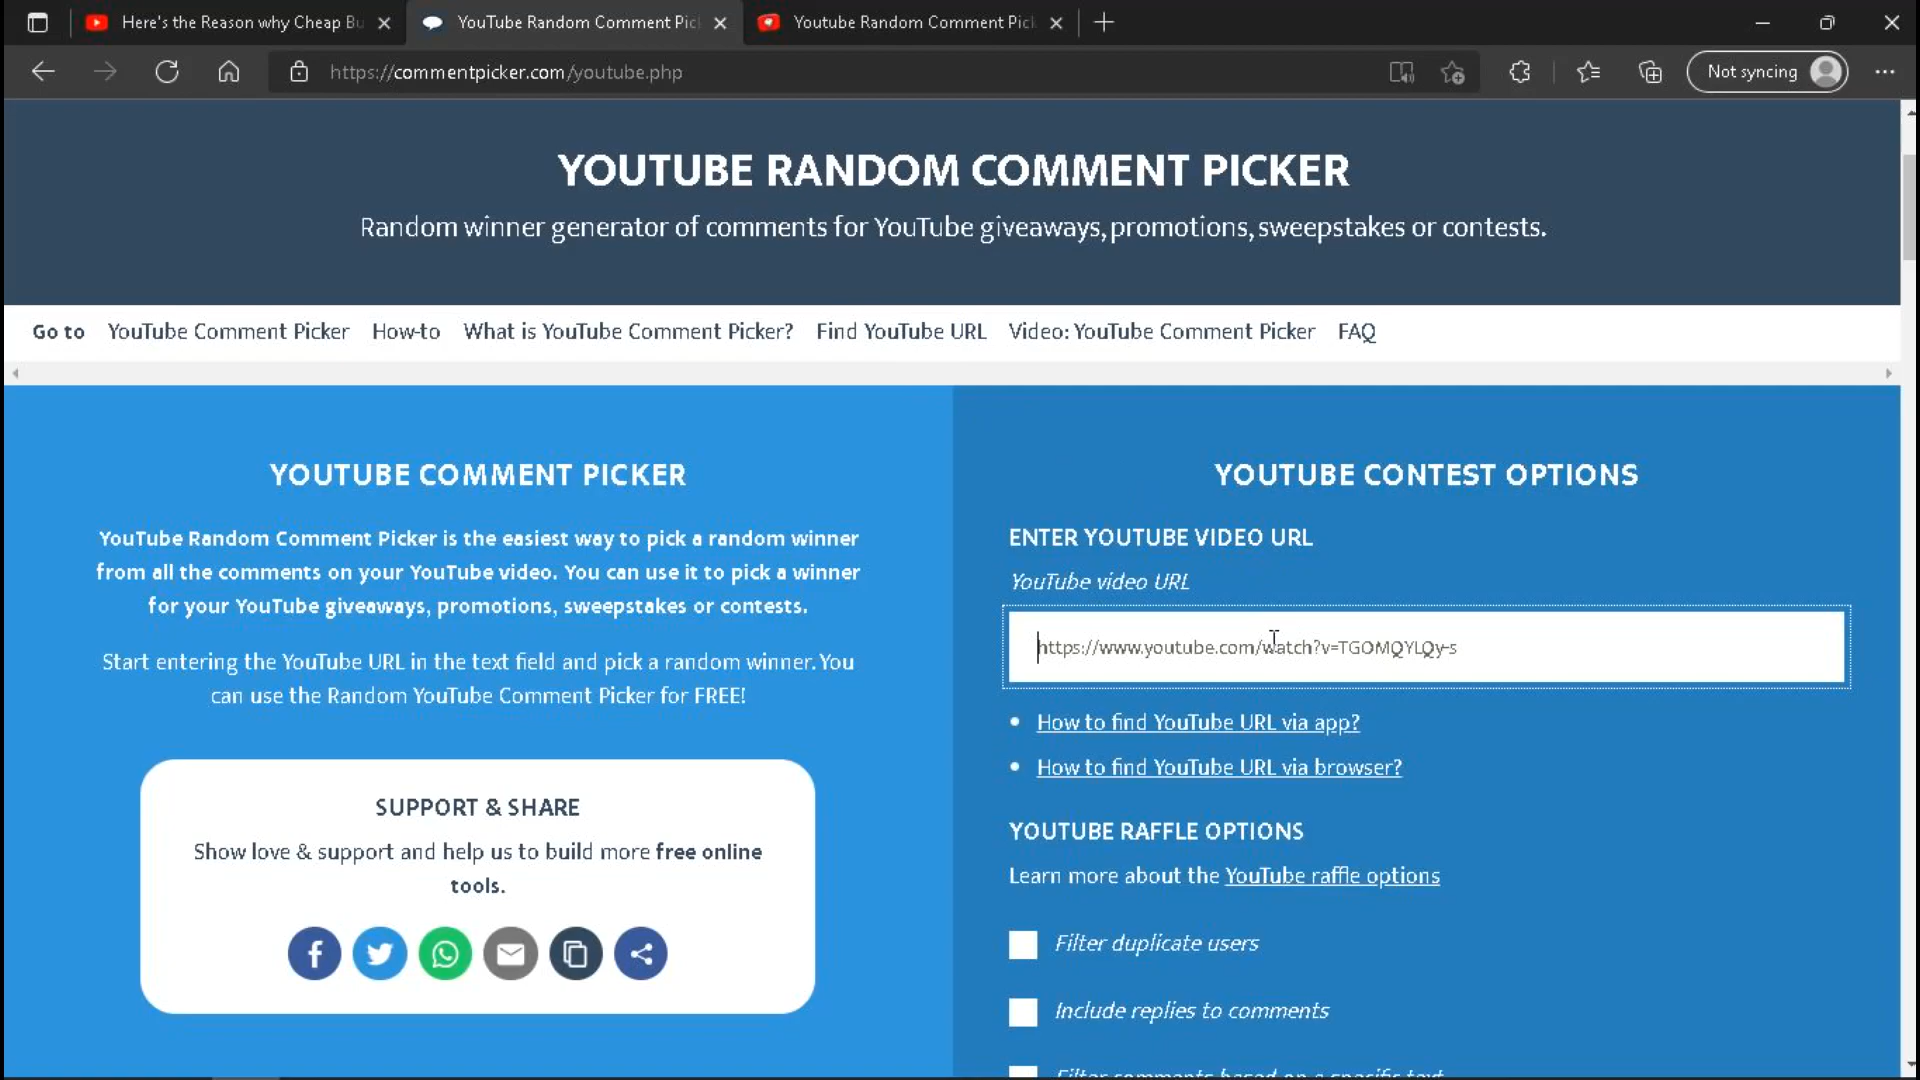 Here's the Reason why Cheap Bu
YouTube Random Comment Pic
Youtube Random Comment Pic
https://commentpicker.com/youtube.php
Not syncing
YOUTUBE RANDOM COMMENT PICKER
Random winner generator of comments for YouTube giveaways, promotions, sweepstakes or contests.
Go to YouTube Comment Picker How-to What is YouTube Comment Picker? Find YouTube URL Video: YouTube Comment Picker FAQ
YOUTUBE COMMENT PICKER
YouTube Random Comment Picker is the easiest way to pick a random winner
from all the comments on your YouTube video. You can use it to pick a winner
for your YouTube giveaways, promotions, sweepstakes or contests.
Start entering the YouTube URL in the text field and pick a random winner. You
can use the Random YouTube Comment Picker for FREE!
SUPPORT & SHARE
Show love & support and help us to build more free online
tools.
YOUTUBE CONTEST OPTIONS
ENTER YOUTUBE VIDEO URL
YouTube video URL
https://www.youtube.com/watch?v=TGOMQYLQy-s
How to find YouTube URL via app?
How to find YouTube URL via browser?
YOUTUBE RAFFLE OPTIONS
Learn more about the YouTube raffle options
Filter duplicate users
Include replies to comments
Filter comments based on a specific text